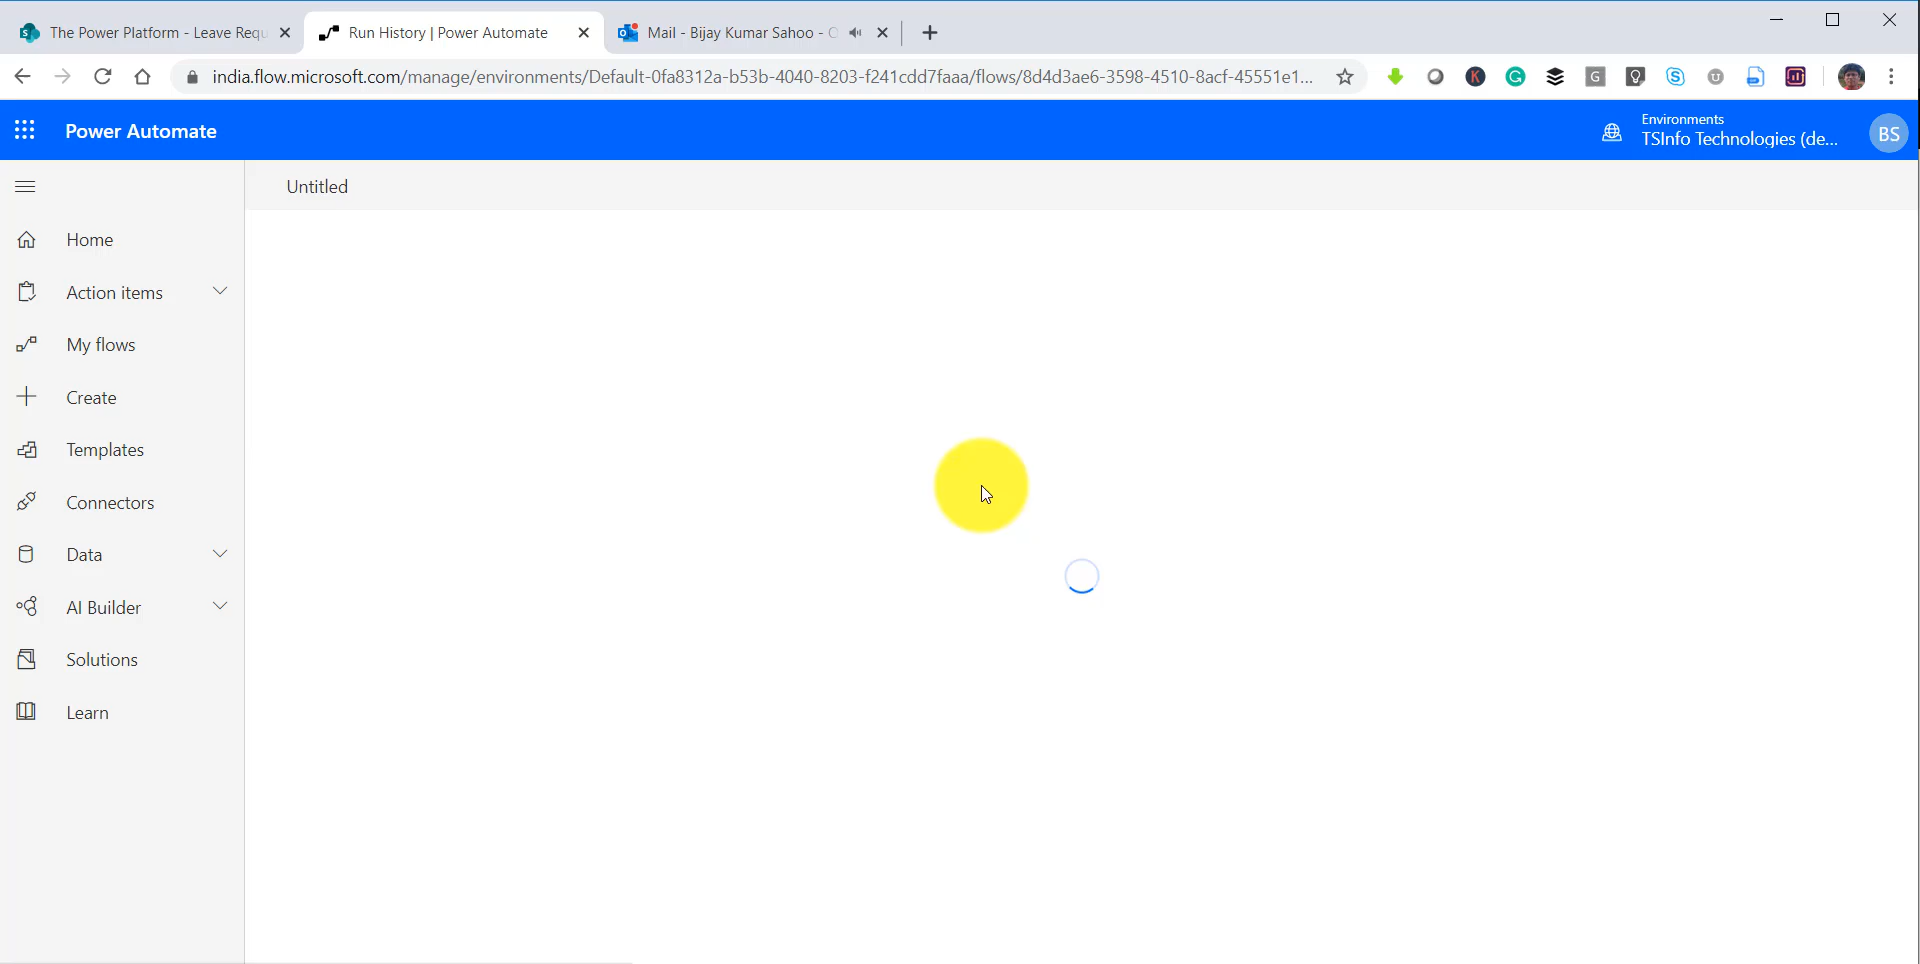 The Power Platform - Leave Requ
Run History | Power Automate
Mail - Bijay Kumar Sahoo - O
india.flow.microsoft.com/manage/environments/Default-0fa8312a-b53b-4040-8203-f241cdd7faaa/flows/8d4d3ae6-3598-4510-8acf-45551e1...
Power Automate
Environments
TSInfo Technologies (de...
BS
Untitled
Home
Action items
My flows
Create
Templates
Connectors
Data
AI Builder
Solutions
Learn